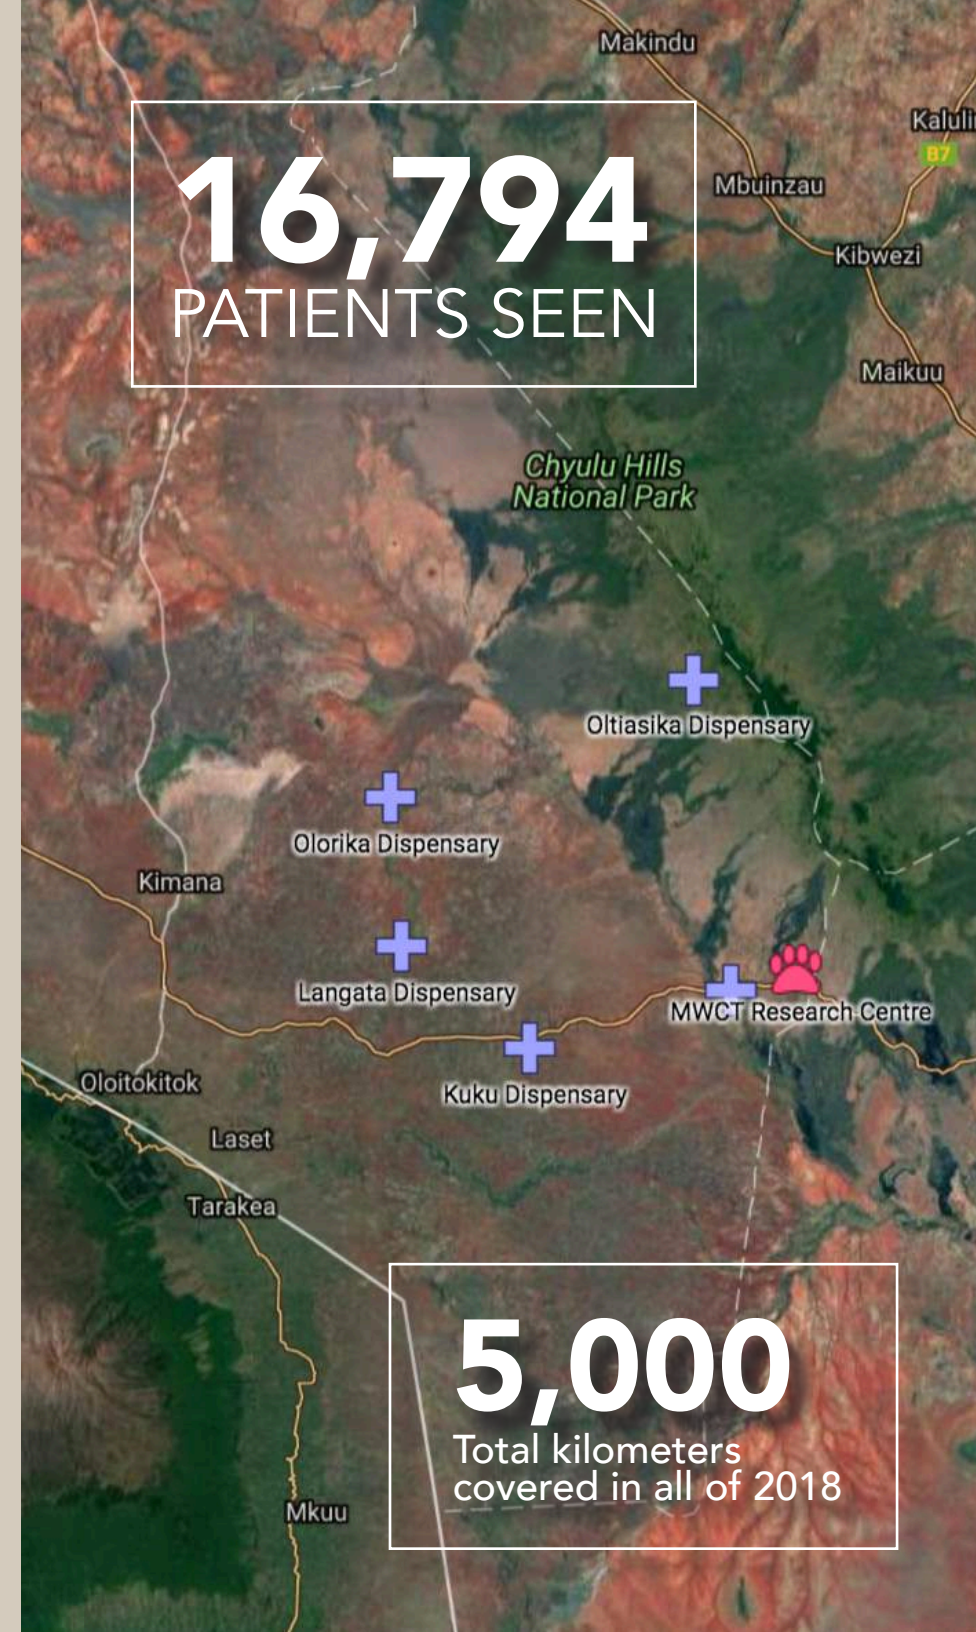 Makindu
Kaluli
B7
16,794
PATIENTS SEEN
Mbuinzau
Kibwezi
Maikuu
Chyulu Hills
National Park
Oltiasika Dispensary
Olorika Dispensary
Kimana
Langata Dispensary
MWCT Research Centre
Kuku Dispensary
Oloitokitok
Laset
Tarakea
5,000
Total kilometers
covered in all of 2018
Mkuu